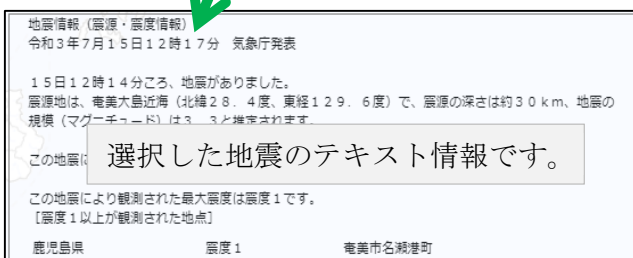 地震情報(震源・震度情報)
令和3年7月15日12時17分 気象庁発表
15日12時14分ころ、地震がありました。
震源地は、奄美大島近海(北緯28.4度、東経129.6度)で、震源の深さは約30km、地震の
規模(マグニチュード)は3.3と推定されます。
この地震に
選択した地震のテキスト情報です。
この地震により観測された最大震度は震度1です。
[震度1以上が観測された地点]
鹿児島県 震度1 奄美市名瀬港町